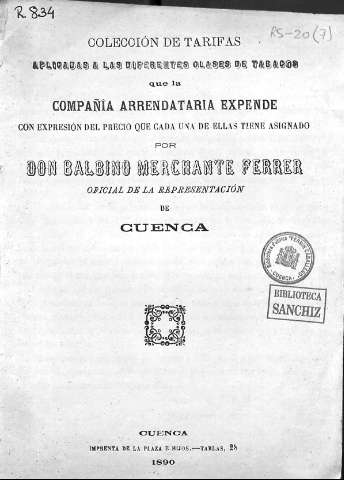 R. 834
RS-20(7)
COLECCIÓN DE TARIFAS
APLICADAS A LAS DIFERENTES CLASES DE TABACOS
que la
COMPAÑÍA ARRENDATARIA EXPENDE
CON EXPRESIÓN DEL PRECIO QUE CADA UNA DE ELLAS TIENE ASIGNADO
POR
DON BALBINO MERCHANTE FERRER
OFICIAL DE LA REPRESENTACIÓN
DE
CUENCA
CUENCA
BIBLIOTECA
SANCHIZ
CUENCA
IMPRENTA DE LA PLAZA E HIJOS.—TABLAS, 28
1890